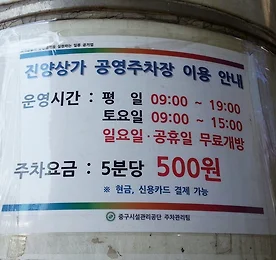 진양상가 공영주차장 이용 안내
운영시간 : 평 일 09:00 ~ 19:00
토요일 09:00 ~ 15:00
일요일·공휴일 무료개방
주차요금 : 5분당 500원
※ 현금, 신용카드 결제 가능
중구시설관리공단 주차관리팀